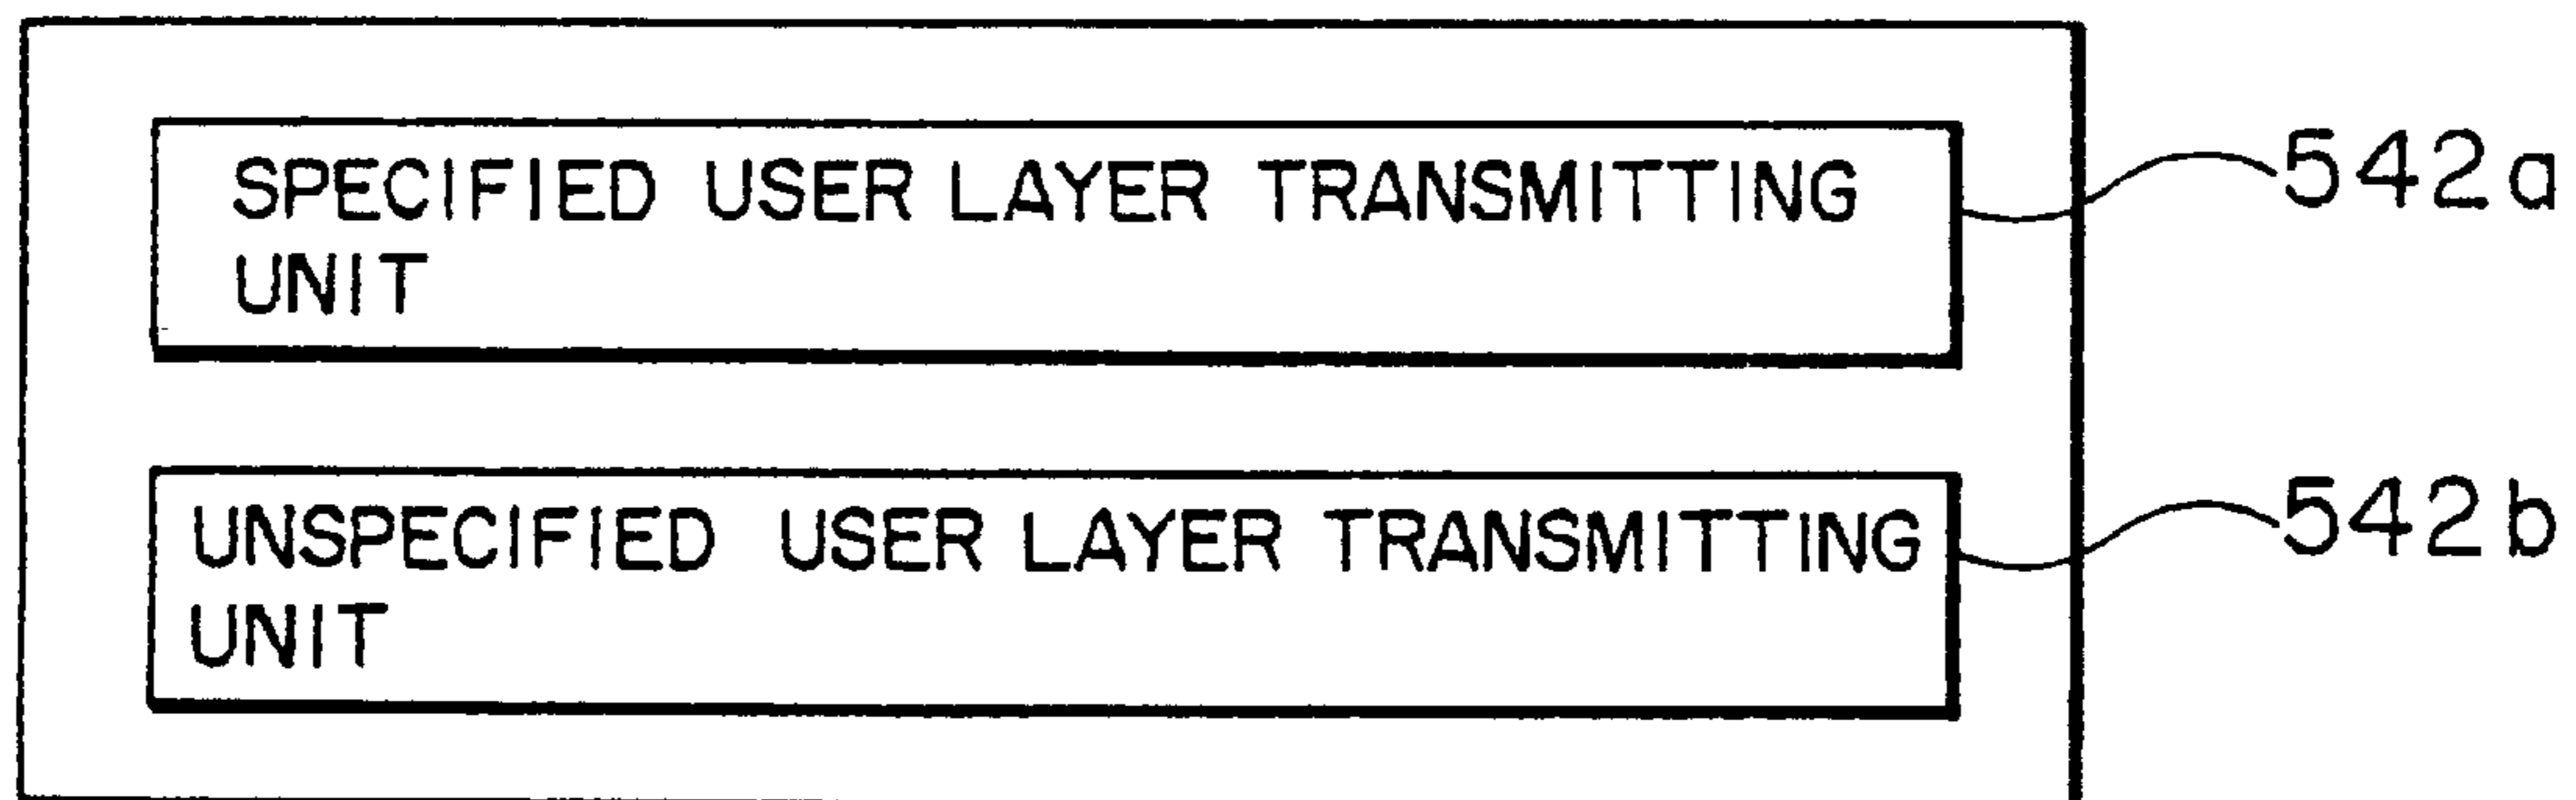 SPECIFIED USER LAYER TRANSMITTING
UNIT
542a
UNSPECIFIED USER LAYER TRANSMITTING
UNIT
542b